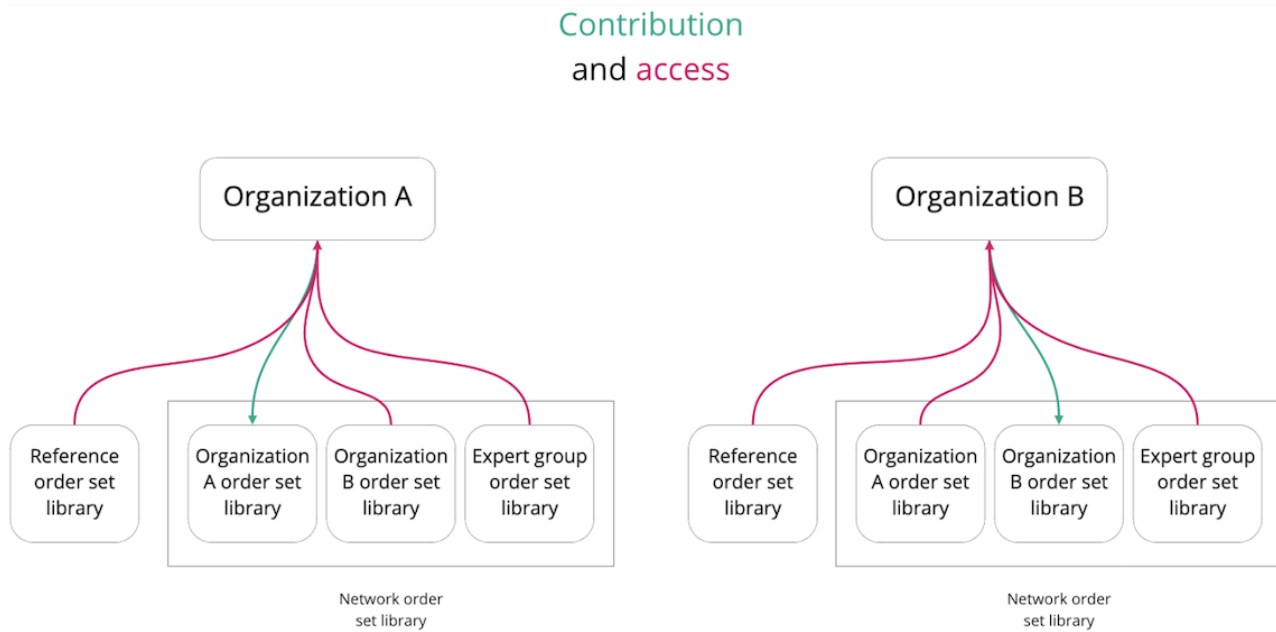 Contribution
and access
Organization A
Organization B
Reference
order set
library
Organization
A order set
library
Organization
B order set
library
Expert group
order set
library
Network order
set library
Reference
order set
library
Organization
A order set
library
Organization
B order set
library
Expert group
order set
library
Network order
set library